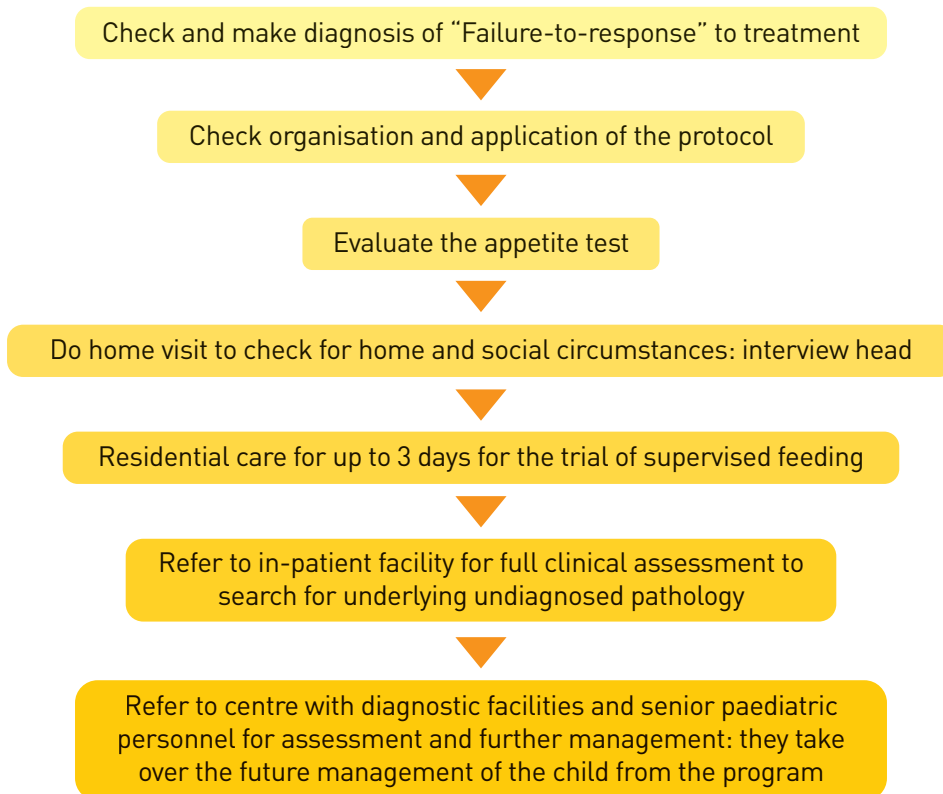 Check and make diagnosis of “Failure-to-response” to treatment
Check organisation and application of the protocol
Evaluate the appetite test
Do home visit to check for home and social circumstances: interview head
Residential care for up to 3 days for the trial of supervised feeding
Refer to in-patient facility for full clinical assessment to
search for underlying undiagnosed pathology
Refer to centre with diagnostic facilities and senior paediatric
personnel for assessment and further management: they take
over the future management of the child from the program